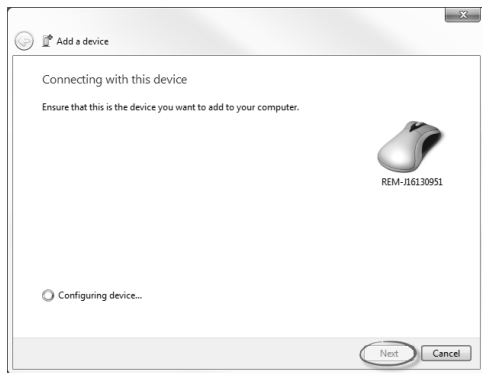 Add a device
Connecting with this device
Ensure that this is the device you want to add to your computer.
REM-J16130951
Configuring device...
Next
Cancel